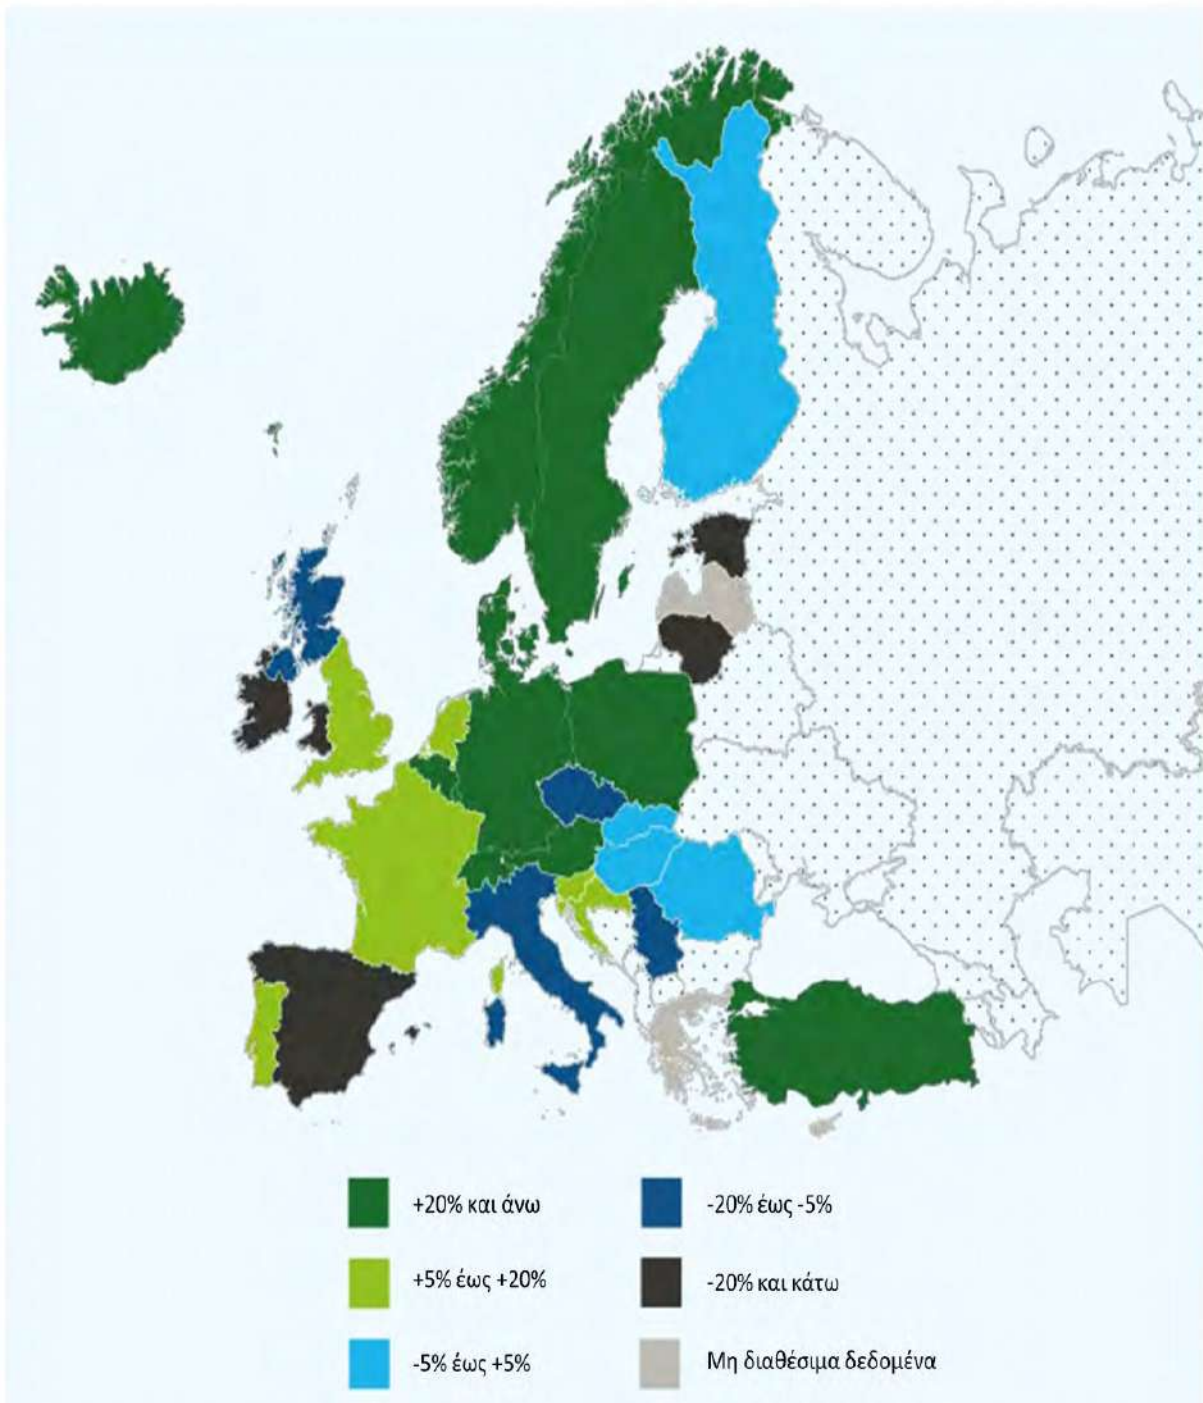 +20% και άνω
-20% έως -5%
+5% έως +20%
-20% και κάτω
-5% έως +5%
Μη διαθέσιμα δεδομένα